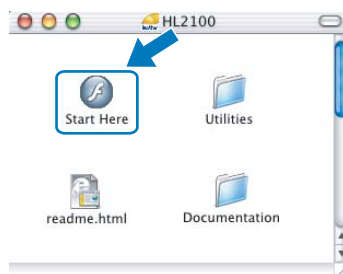 HL2100
Start Here
Utilities
readme.html
Documentation